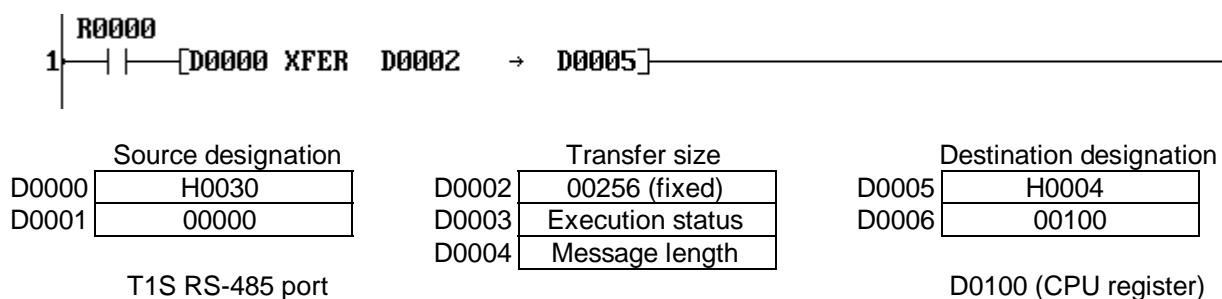 R0000
1 [D0000 XFER D0002 → D0005]
Source designation Transfer size Destination designation
D0000 H0030 D0002 00256 (fixed) D0005 H0004
D0001 00000 D0003 Execution status D0006 00100
D0004 Message length
T1S RS-485 port D0100 (CPU register)